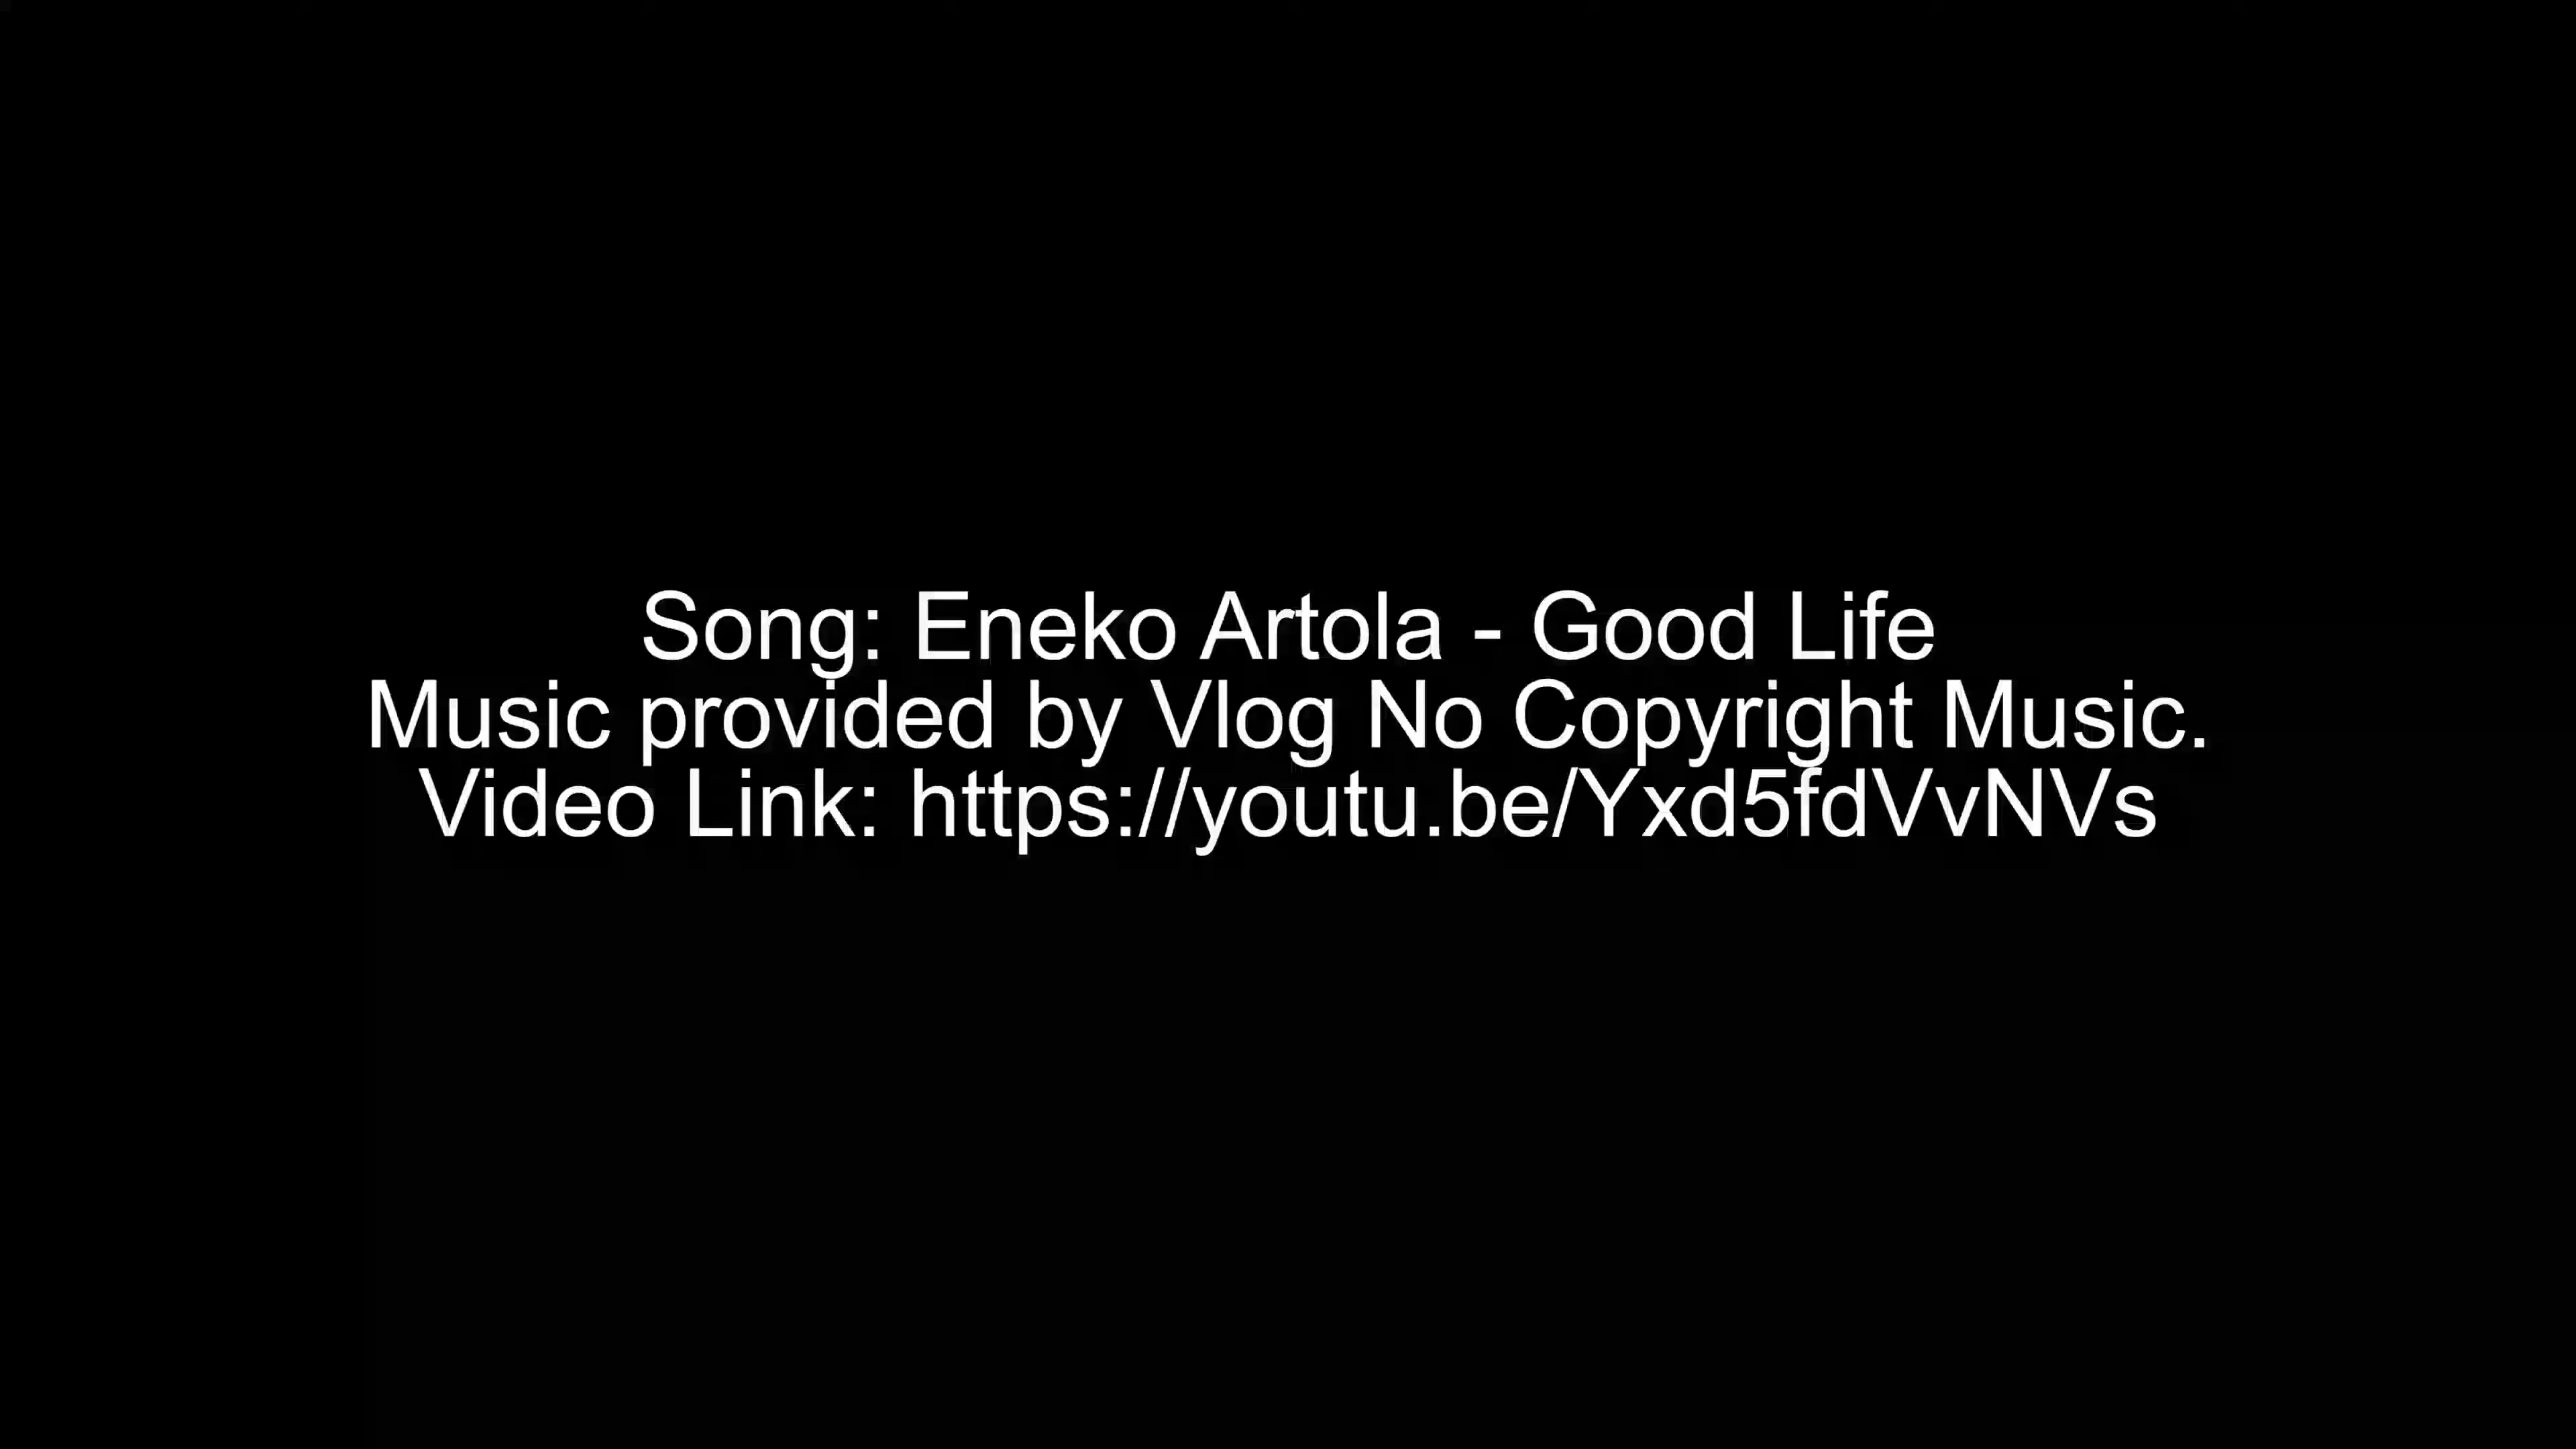 Song: Eneko Artola - Good Life
Music provided by Vlog No Copyright Music.
Video Link: https://youtu.be/Yxd5fdVvNVs